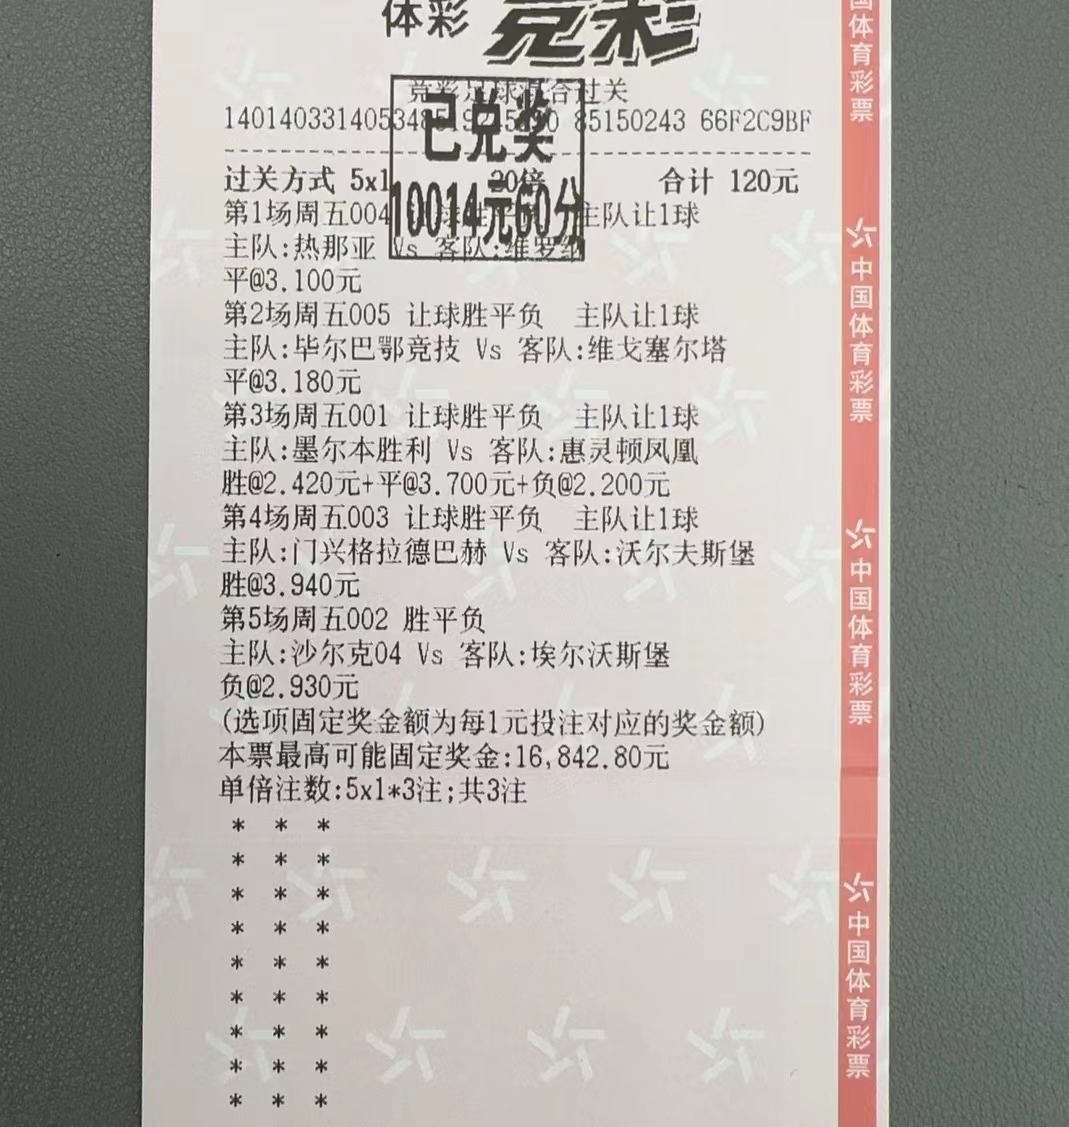 体彩 竞彩
竞彩足球混合过关
85150243 66F2C9BF
已兑奖
10014元60分
过关方式 5x1 20倍 合计 120元
第1场周五004 主队让1球
主队:热那亚 Vs 客队:维罗纳
平@3.100元
第2场周五005 让球胜平负 主队让1球
主队:毕尔巴鄂竞技 Vs 客队:维戈塞尔塔
平@3.180元
第3场周五001 让球胜平负 主队让1球
主队:墨尔本胜利 Vs 客队:惠灵顿凤凰
胜@2.420元+平@3.700元+负@2.200元
第4场周五003 让球胜平负 主队让1球
主队:门兴格拉德巴赫 Vs 客队:沃尔夫斯堡
胜@3.940元
第5场周五002 胜平负
主队:沙尔克04 Vs 客队:埃尔沃斯堡
负@2.930元
(选项固定奖金额为每1元投注对应的奖金额)
本票最高可能固定奖金:16,842.80元
单倍注数:5x1*3注;共3注
* * *
* * *
* * *
* * *
* * *
* * *
* * *
* * *
* * *
国体育彩票
中国体育彩票
中国体育彩票
中国体育彩票